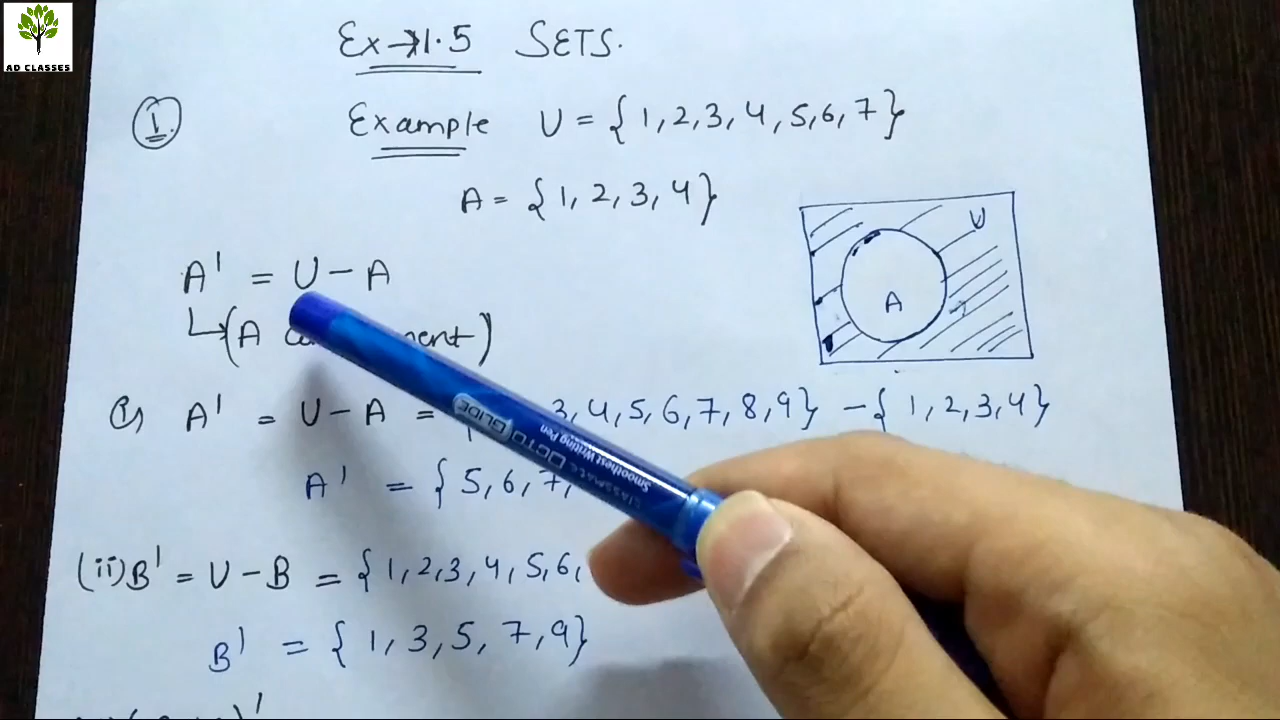 AD CLASSES
Ex→1.5 SETS.
1.
Example U = {1,2,3,4,5,6,7}
A = {1,2,3,4}
A' = U - A
(A ment)
U
A
(i) A' = U - A = 3,4,5,6,7,8,9} - {1,2,3,4}
A' = {5,6,7,
(ii) B' = U - B = {1,2,3,4,5,6,
B' = {1,3,5,7,9}
classmate OCTO GLIDE
Smoothest Writing Pen